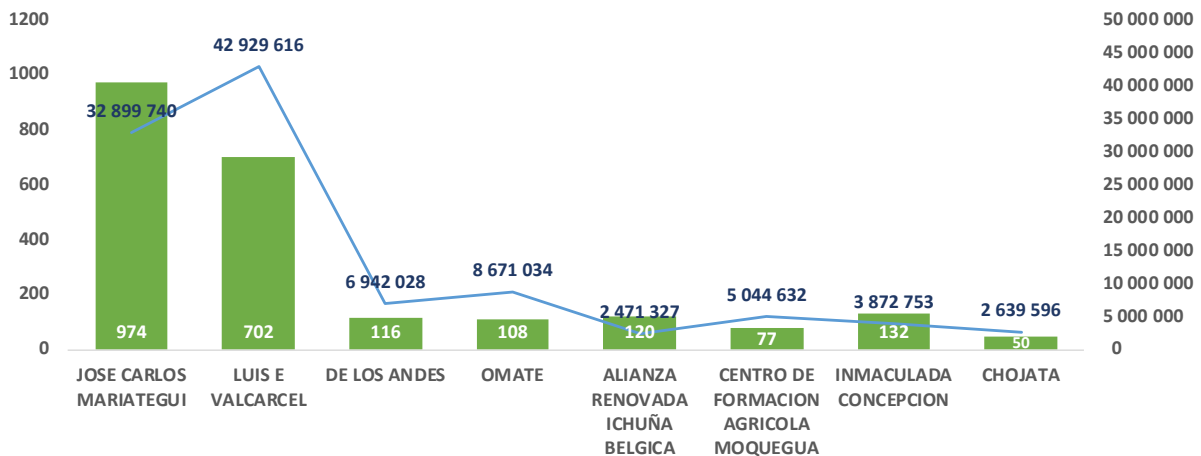 1200
1000
800
600
400
200
0
50 000 000
45 000 000
40 000 000
35 000 000
30 000 000
25 000 000
20 000 000
15 000 000
10 000 000
5 000 000
0
32 899 740
42 929 616
6 942 028
8 671 034
2 471 327
5 044 632
3 872 753
2 639 596
974
702
116
108
120
77
132
50
JOSE CARLOS
MARIATEGUI
LUIS E
VALCARCEL
DE LOS ANDES
OMATE
ALIANZA
RENOVADA
ICHUÑA
BELGICA
CENTRO DE
FORMACION
AGRICOLA
MOQUEGUA
INMACULADA
CONCEPCION
CHOJATA